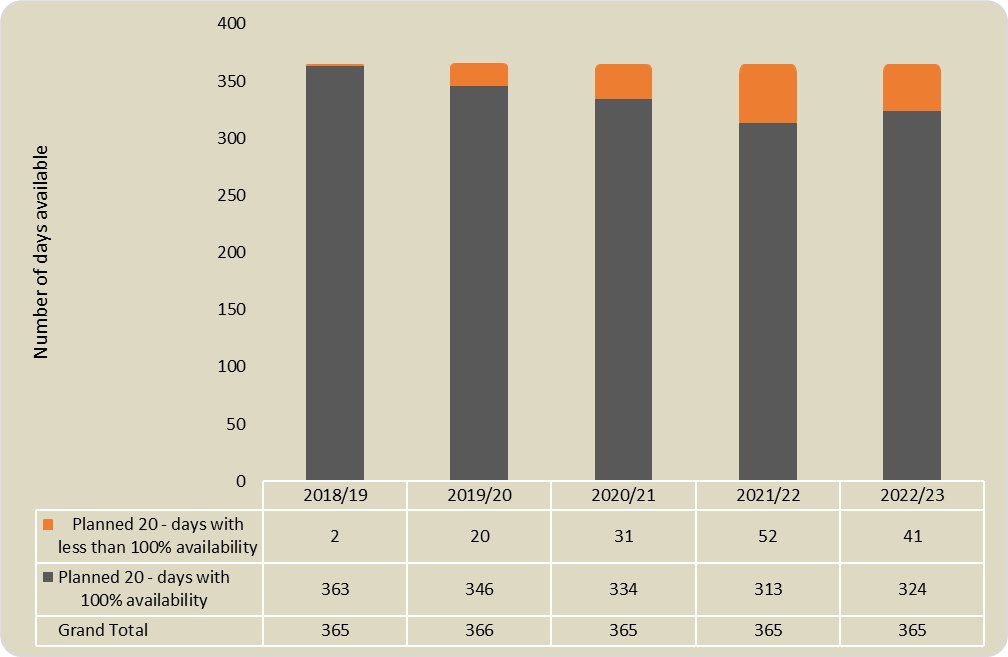 400
350
300
250
200
150
100
50
0
Number of days available
2018/19 2019/20 2020/21 2021/22 2022/23
Planned 20 - days with
less than 100% availability 2 20 31 52 41
Planned 20 - days with
100% availability 363 346 334 313 324
Grand Total 365 366 365 365 365